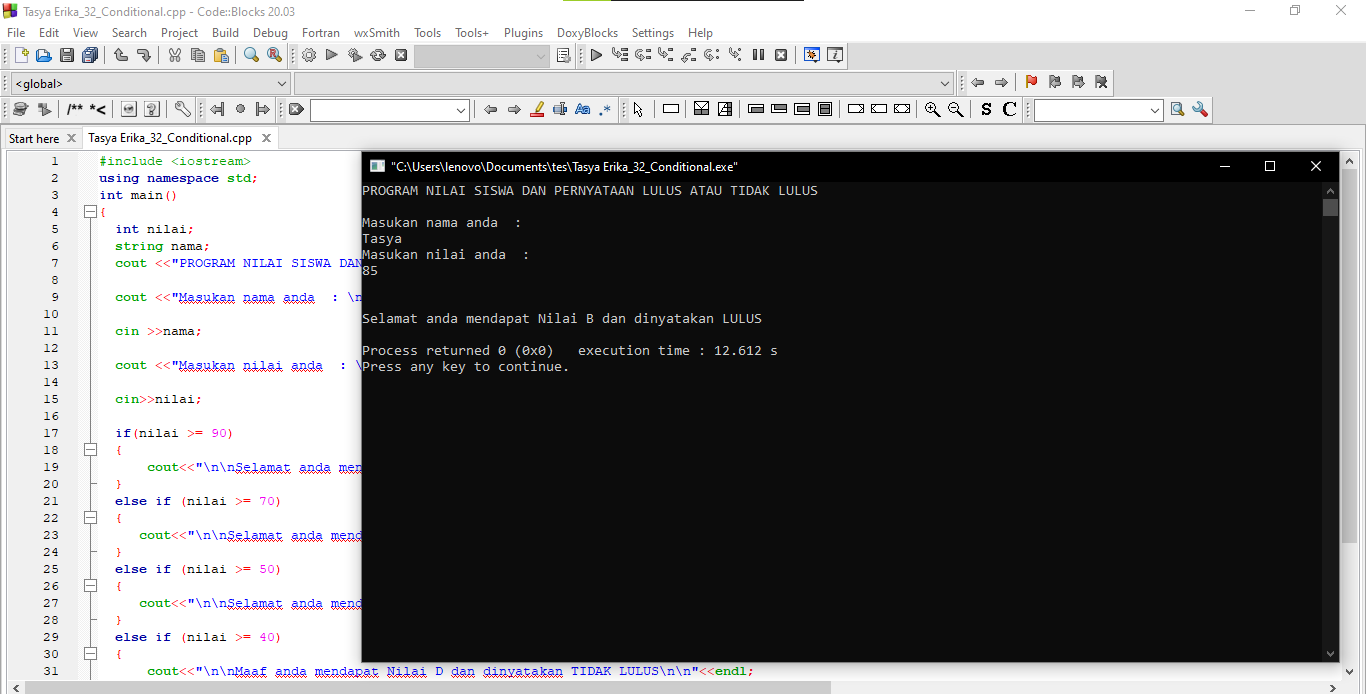 Tasya Erika_32_Conditional.cpp - Code::Blocks 20.03
File Edit View Search Project Build Debug Fortran wxSmith Tools Tools+ Plugins DoxyBlocks Settings Help
<global>
/** *<
Aa .*
S C
Start here Tasya Erika_32_Conditional.cpp
1 #include <iostream>
2 using namespace std;
3 int main()
4 {
5 int nilai;
6 string nama;
7 cout <<"PROGRAM NILAI SISWA DAN
8
9 cout <<"Masukan nama anda : \n
10
11 cin >>nama;
12
13 cout <<"Masukan nilai anda : \
14
15 cin>>nilai;
16
17 if(nilai >= 90)
18 {
19 cout<<"\n\nSelamat anda men
20 }
21 else if (nilai >= 70)
22 {
23 cout<<"\n\nSelamat anda mend
24 }
25 else if (nilai >= 50)
26 {
27 cout<<"\n\nSelamat anda mend
28 }
29 else if (nilai >= 40)
30 {
31 cout<<"\n\nMaaf anda mendapat Nilai D dan dinyatakan TIDAK LULUS\n\n"<<endl;
"C:\Users\lenovo\Documents\tes\Tasya Erika_32_Conditional.exe"
PROGRAM NILAI SISWA DAN PERNYATAAN LULUS ATAU TIDAK LULUS
Masukan nama anda :
Tasya
Masukan nilai anda :
85
Selamat anda mendapat Nilai B dan dinyatakan LULUS
Process returned 0 (0x0) execution time : 12.612 s
Press any key to continue.